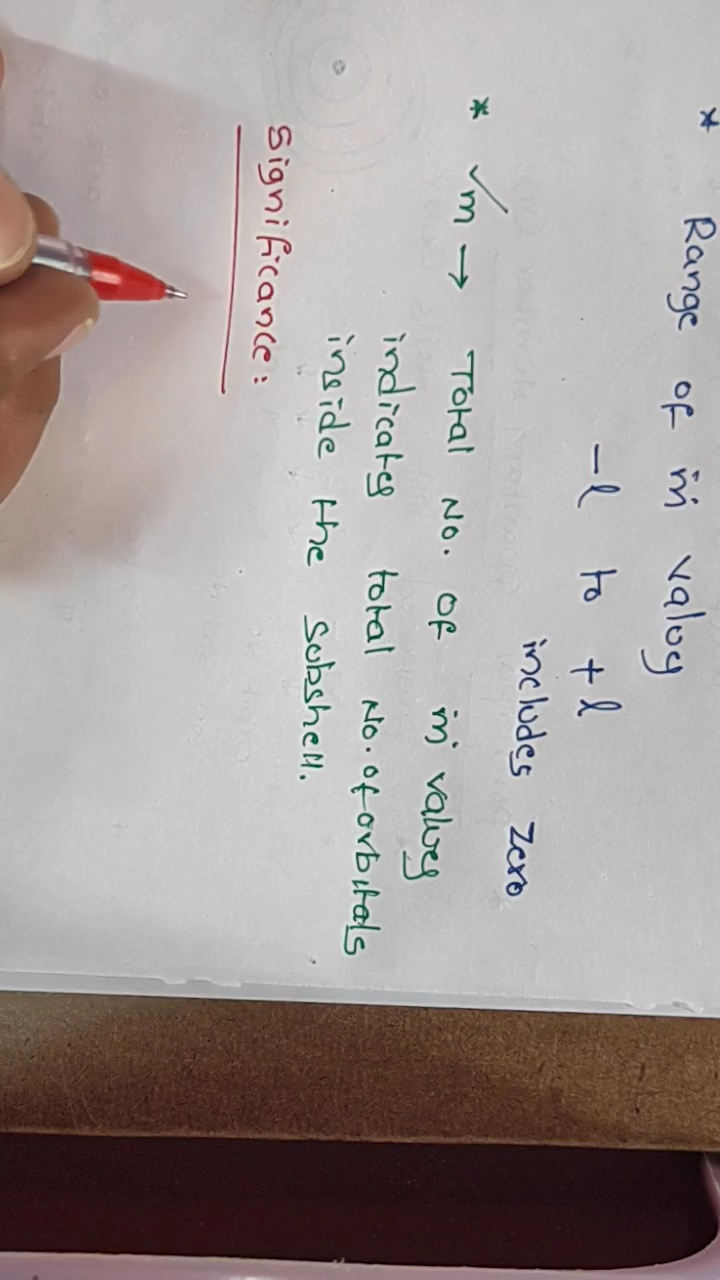 * Range of 'm' values
-l to +l
includes zero
* √m → Total No. of 'm' values
indicates total No. of orbitals
inside the subshell.
Significance: